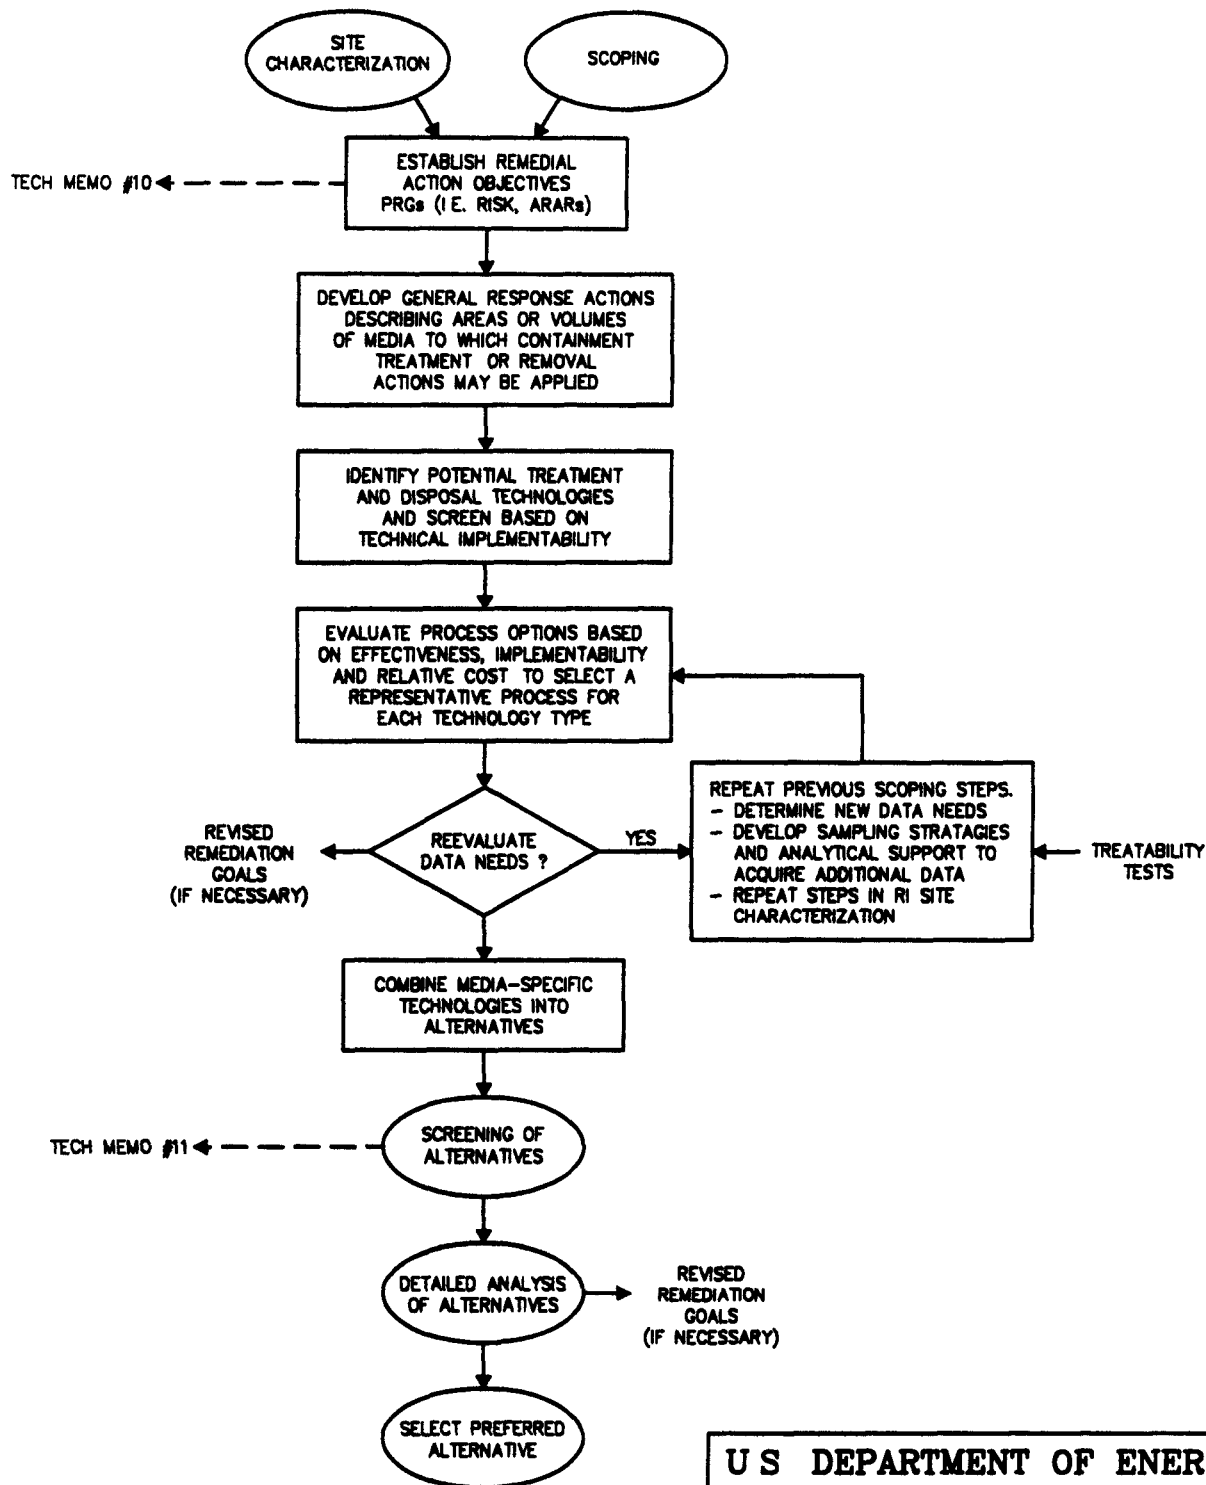 SITE
CHARACTERIZATION
SCOPING
TECH MEMO #10
ESTABLISH REMEDIAL
ACTION OBJECTIVES
PRGs (I E. RISK, ARARs)
DEVELOP GENERAL RESPONSE ACTIONS
DESCRIBING AREAS OR VOLUMES
OF MEDIA TO WHICH CONTAINMENT
TREATMENT OR REMOVAL
ACTIONS MAY BE APPLIED
IDENTIFY POTENTIAL TREATMENT
AND DISPOSAL TECHNOLOGIES
AND SCREEN BASED ON
TECHNICAL IMPLEMENTABILITY
EVALUATE PROCESS OPTIONS BASED
ON EFFECTIVENESS, IMPLEMENTABILITY
AND RELATIVE COST TO SELECT A
REPRESENTATIVE PROCESS FOR
EACH TECHNOLOGY TYPE
REVISED
REMEDIATION
GOALS
(IF NECESSARY)
REEVALUATE
DATA NEEDS ?
YES
REPEAT PREVIOUS SCOPING STEPS.
- DETERMINE NEW DATA NEEDS
- DEVELOP SAMPLING STRATAGIES
AND ANALYTICAL SUPPORT TO
ACQUIRE ADDITIONAL DATA
- REPEAT STEPS IN RI SITE
CHARACTERIZATION
TREATABILITY
TESTS
COMBINE MEDIA-SPECIFIC
TECHNOLOGIES INTO
ALTERNATIVES
TECH MEMO #11
SCREENING OF
ALTERNATIVES
DETAILED ANALYSIS
OF ALTERNATIVES
REVISED
REMEDIATION
GOALS
(IF NECESSARY)
SELECT PREFERRED
ALTERNATIVE
U S DEPARTMENT OF ENER